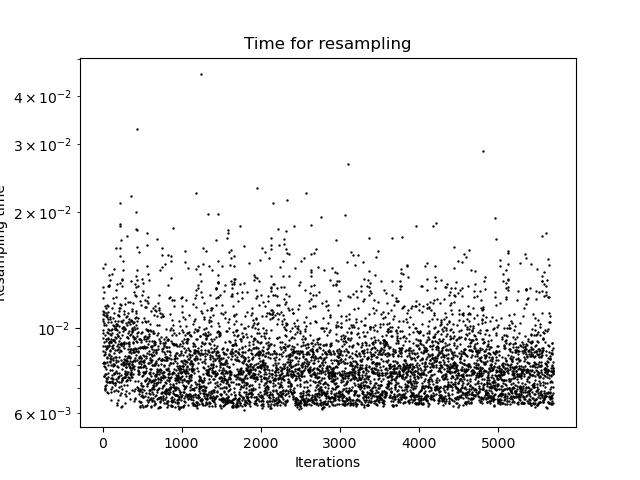 Time for resampling
4 × 10⁻²
3 × 10⁻²
2 × 10⁻²
10⁻²
6 × 10⁻³
Resampling time
0 1000 2000 3000 4000 5000
Iterations